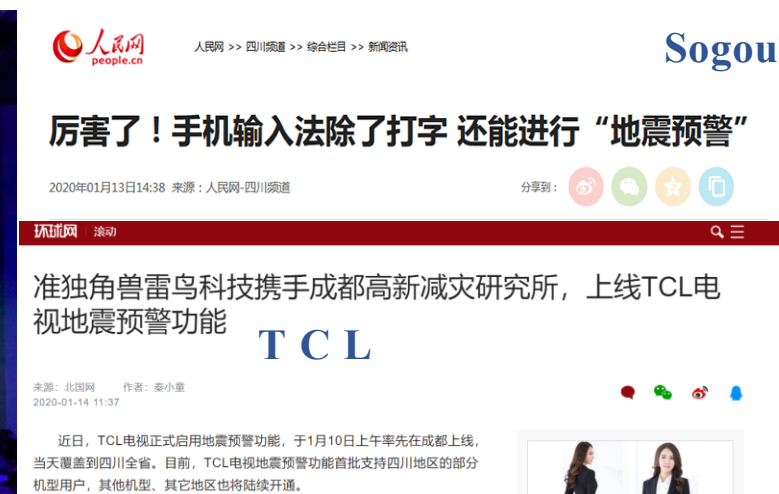 人民网
people.cn
人民网 >> 四川频道 >> 综合栏目 >> 新闻资讯
Sogou
厉害了！手机输入法除了打字 还能进行“地震预警”
2020年01月13日14:38 来源：人民网-四川频道
分享到：
环球网 滚动
准独角兽雷鸟科技携手成都高新减灾研究所，上线TCL电
视地震预警功能
TCL
来源：北国网 作者：秦小童
2020-01-14 11:37
近日，TCL电视正式启用地震预警功能，于1月10日上午率先在成都上线，
当天覆盖到四川全省。目前，TCL电视地震预警功能首批支持四川地区的部分
机型用户，其他机型、其它地区也将陆续开通。